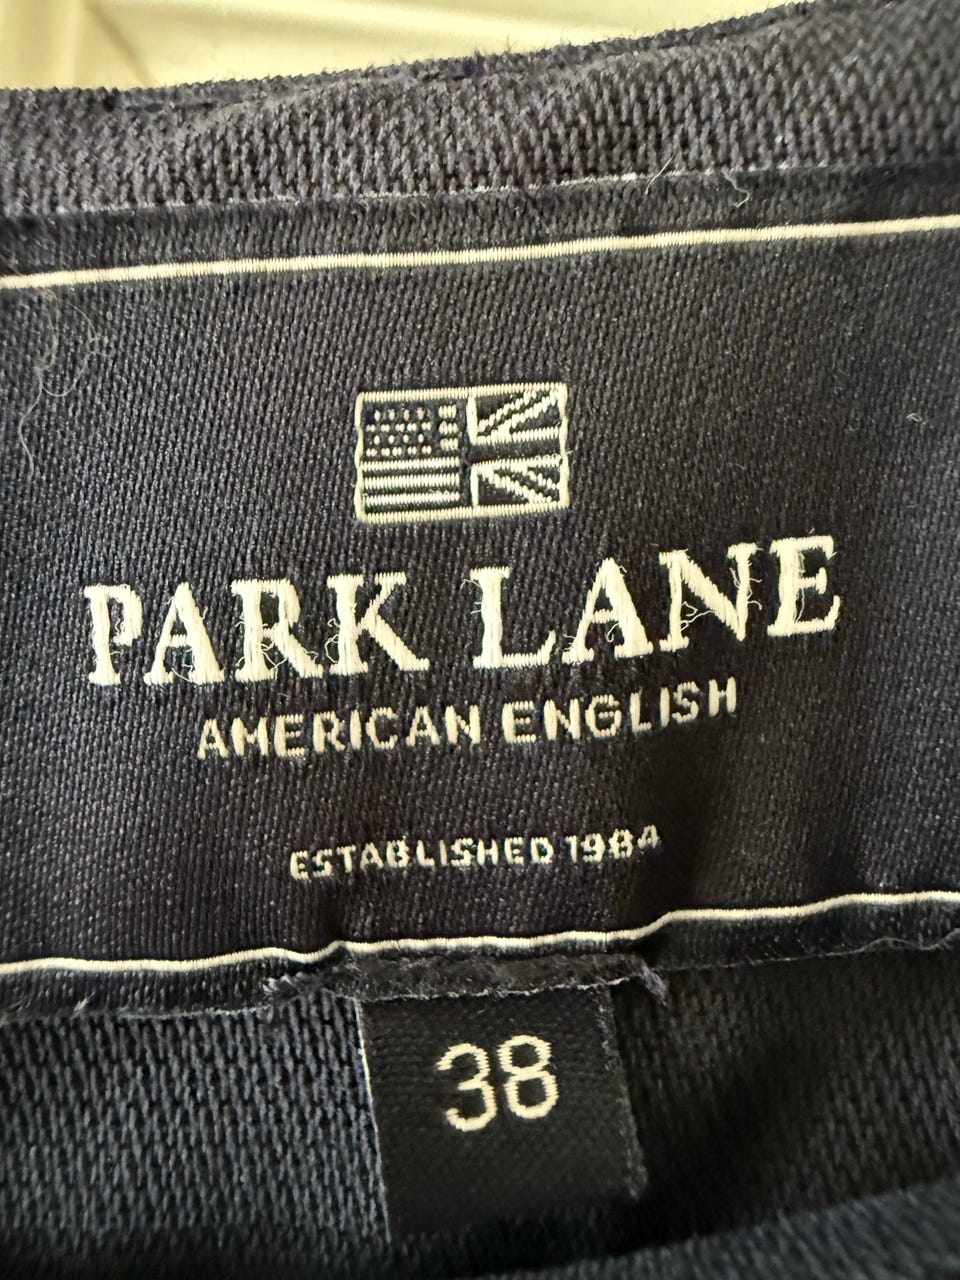 PARK LANE
AMERICAN ENGLISH
ESTABLISHED 1984
38